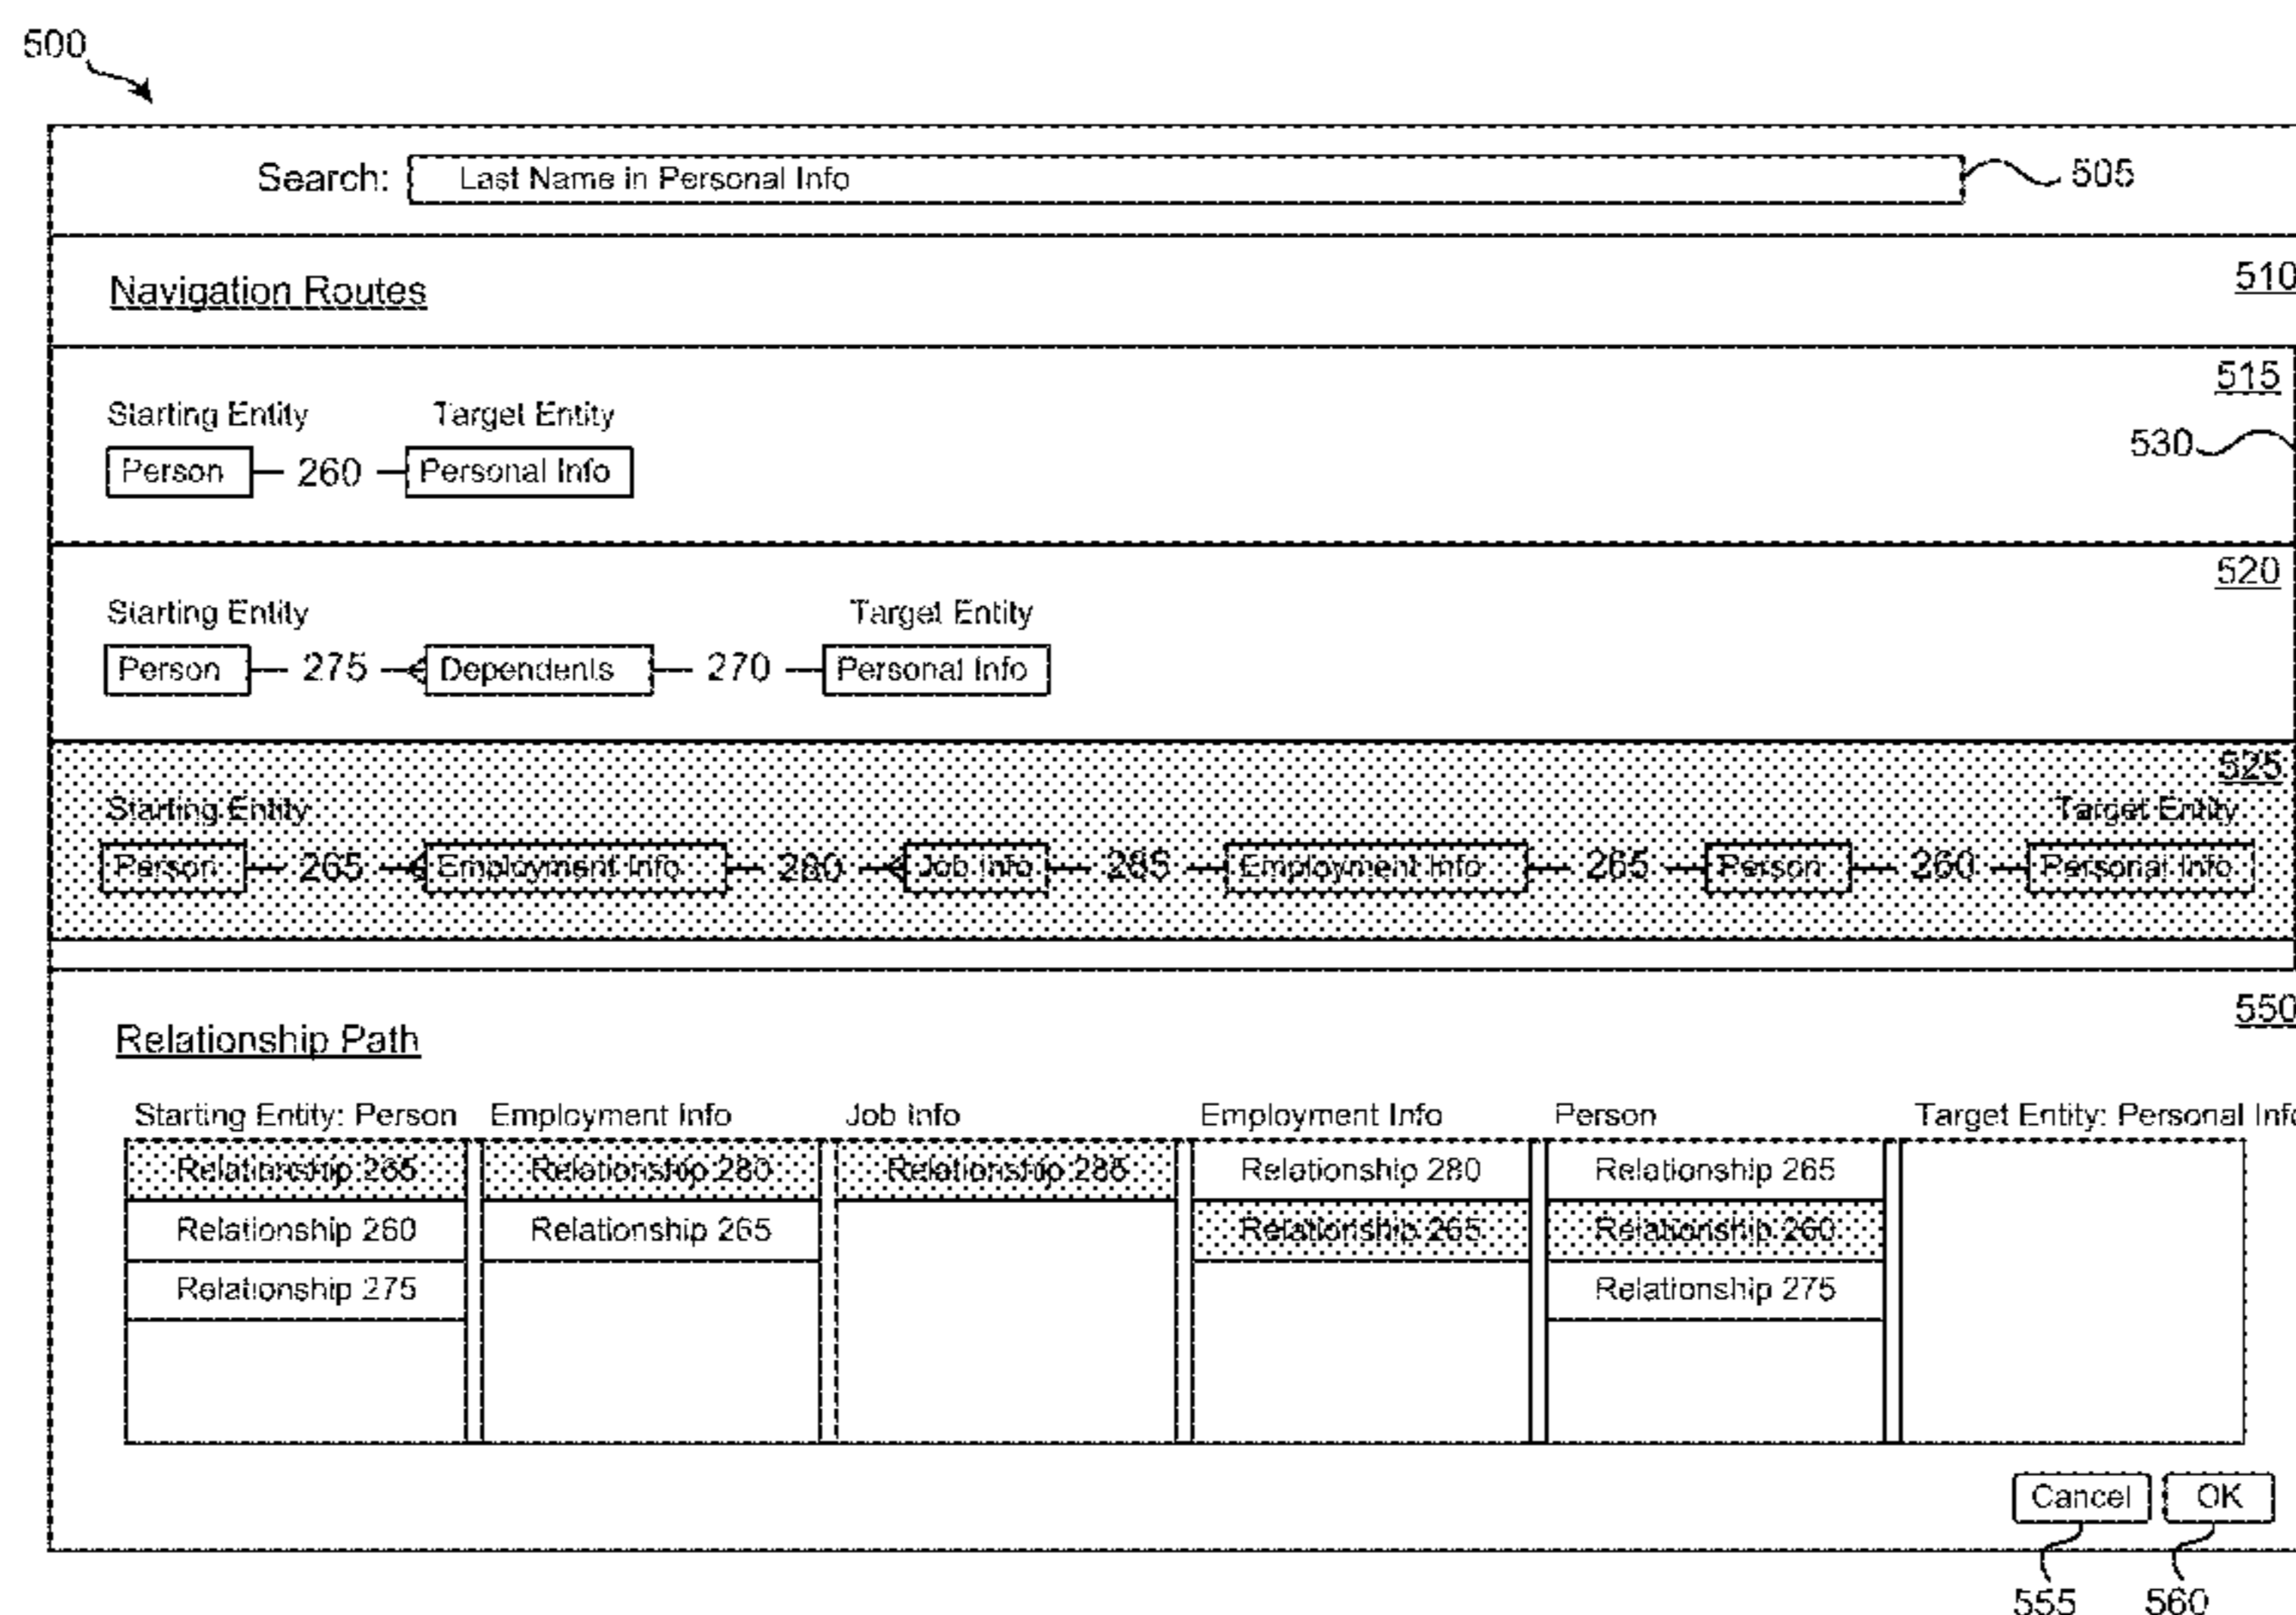 500
Search: Last Name in Personal Info 505
Navigation Routes 510
515
Starting Entity Target Entity
530
Person 260 Personal Info
520
Starting Entity Target Entity
Person 275 Dependents 270 Personal Info
525
Starting Entity Target Entity
Person 265 Employment Info 280 Job Info 285 Employment Info 265 Person 260 Personal Info
550
Relationship Path
Starting Entity: Person Employment Info Job Info Employment Info Person Target Entity: Personal Info
Relationship 265 Relationship 280 Relationship 285 Relationship 280 Relationship 265
Relationship 260 Relationship 265 Relationship 265 Relationship 260
Relationship 275 Relationship 275
Cancel OK
555 560